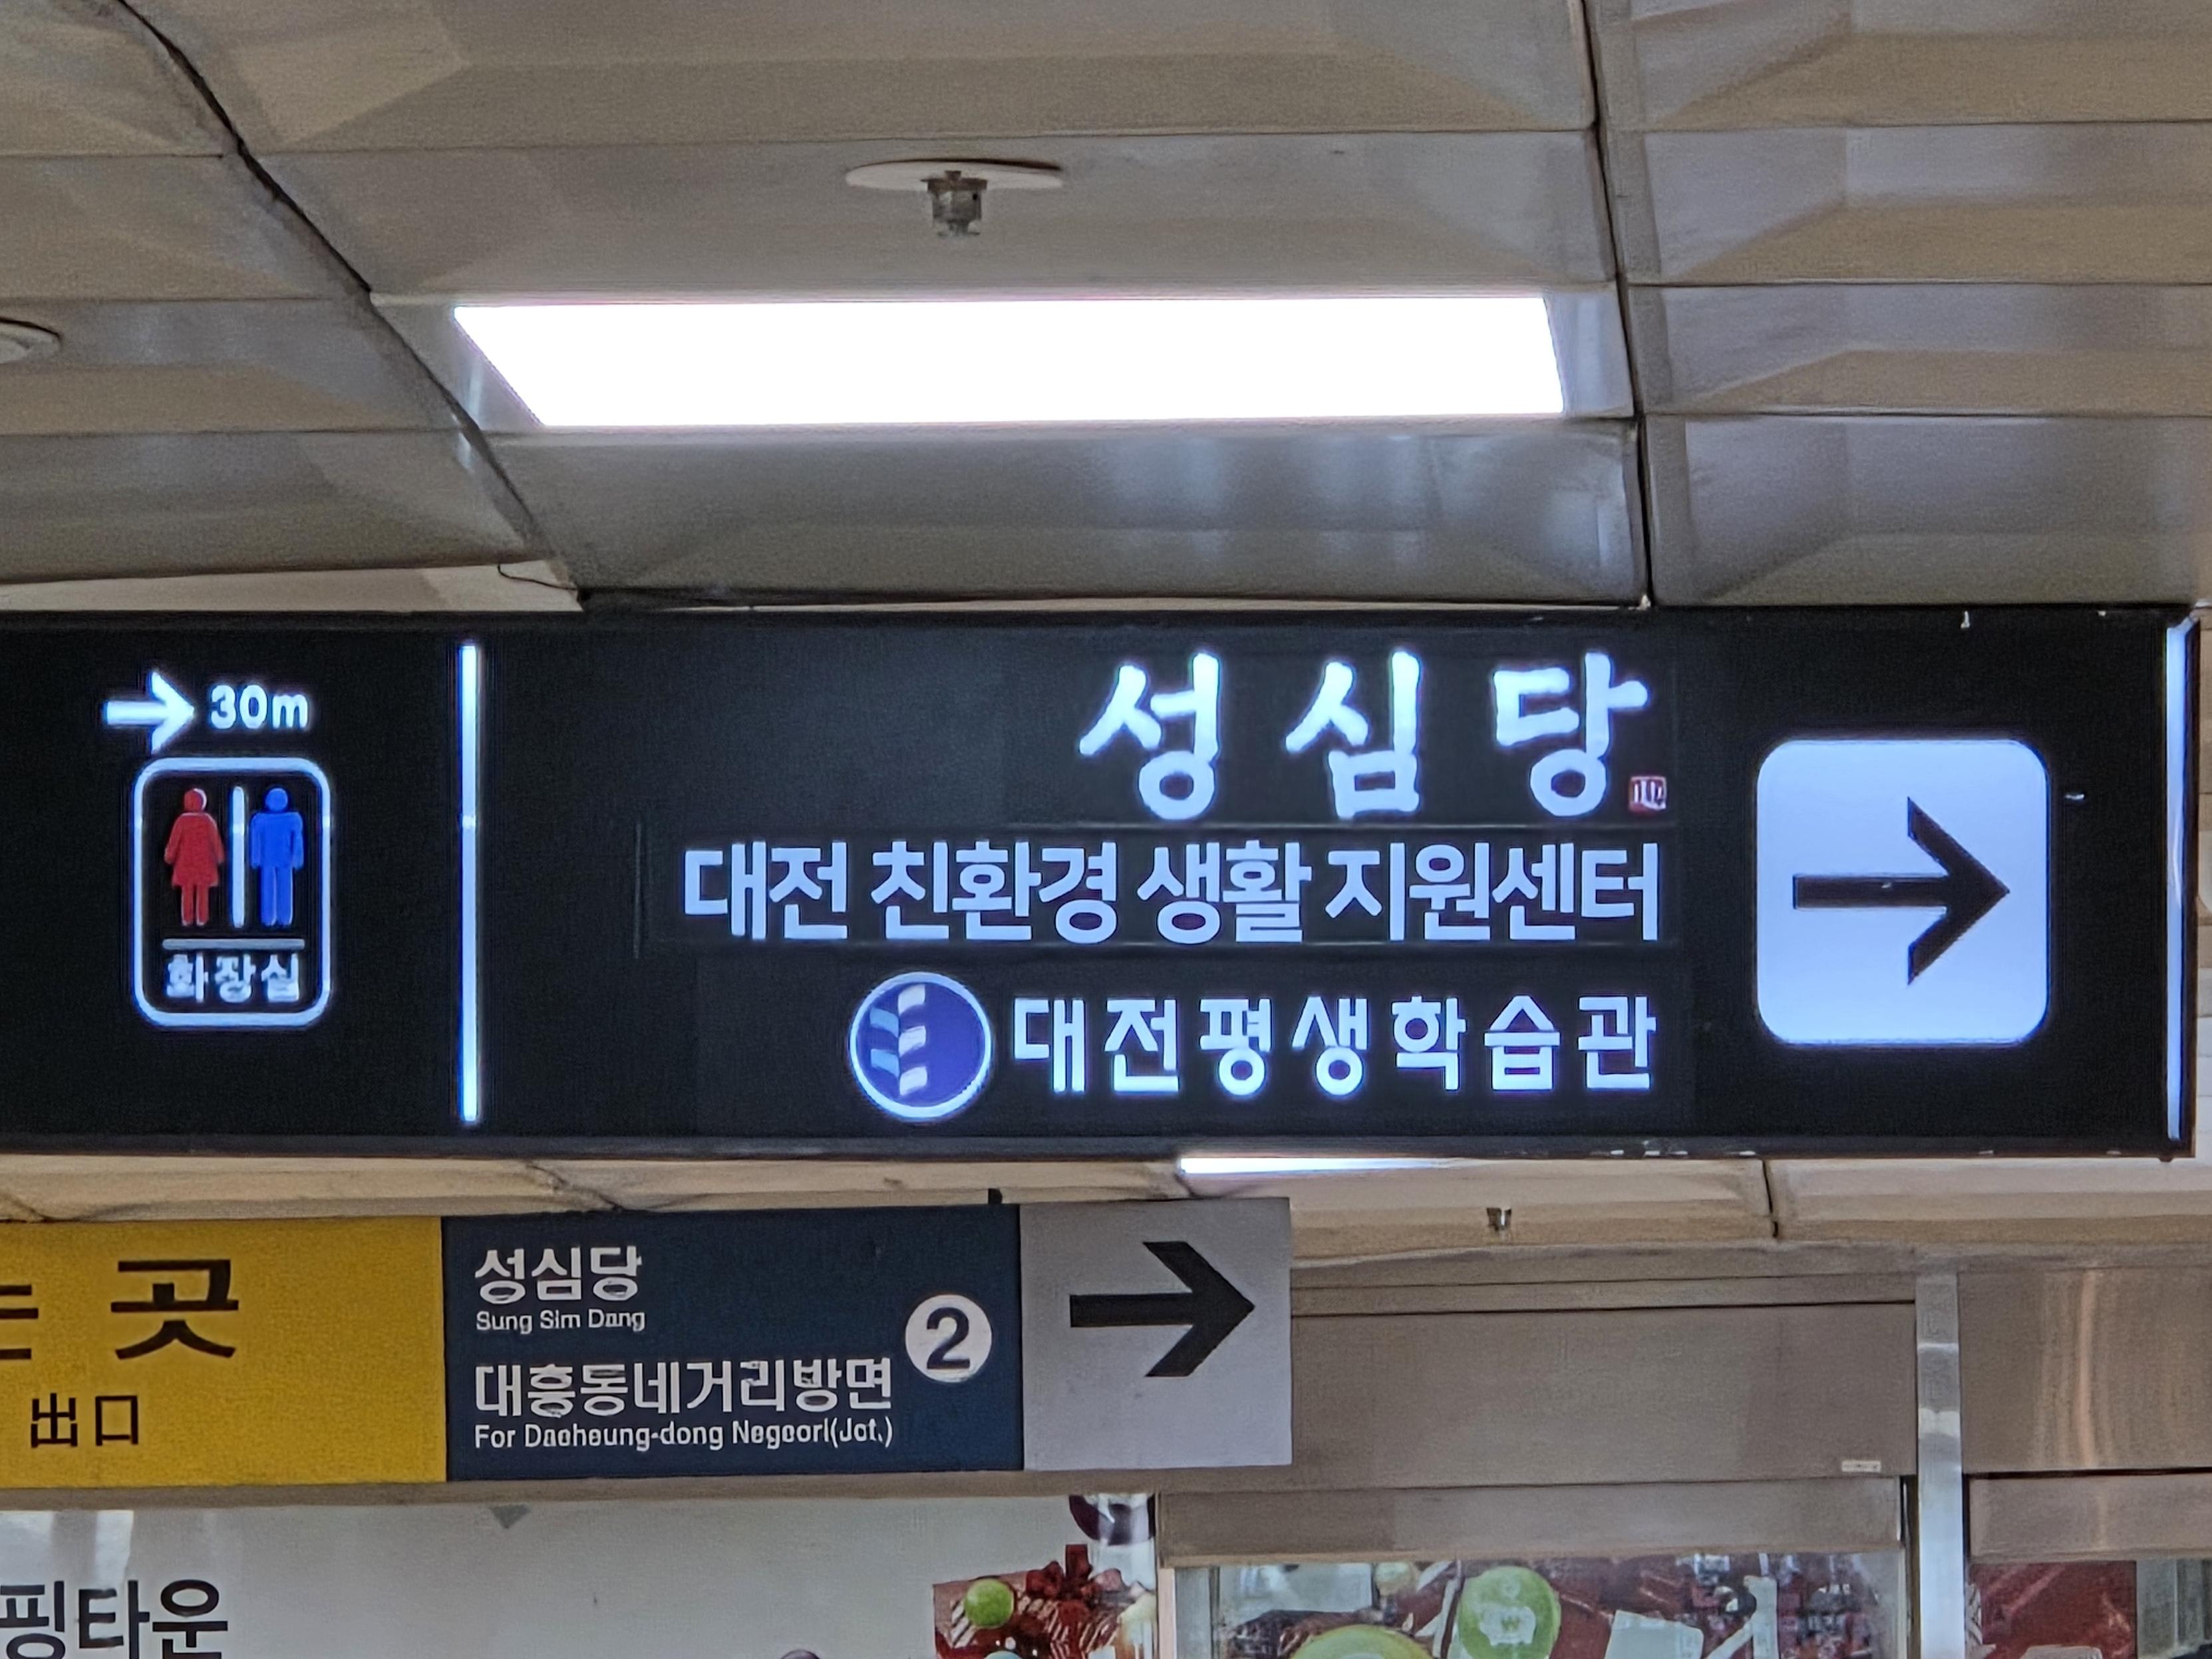 30m
화장실
성심당
대전 친환경 생활 지원센터
대전평생학습관
곳
出口
성심당
Sung Sim Dang
2
대흥동네거리방면
For Daeheung-dong Negeori(Jct.)
핑타운